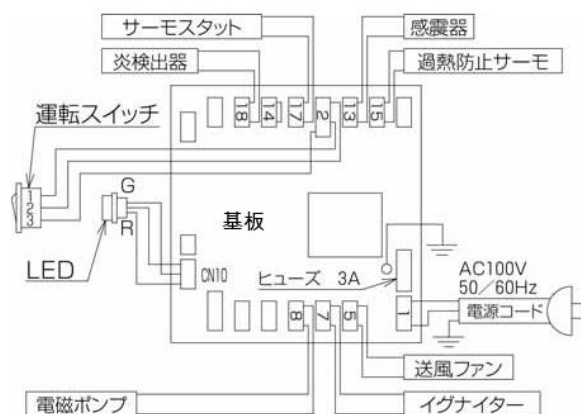 サーモスタット
感震器
炎検出器
過熱防止サーモ
18
14
17
2
13
15
運転スイッチ
1
2
3
G
R
LED
基板
CN10
ヒューズ 3A
AC100V
50/60Hz
電源コード
8
7
5
1
送風ファン
電磁ポンプ
イグナイター